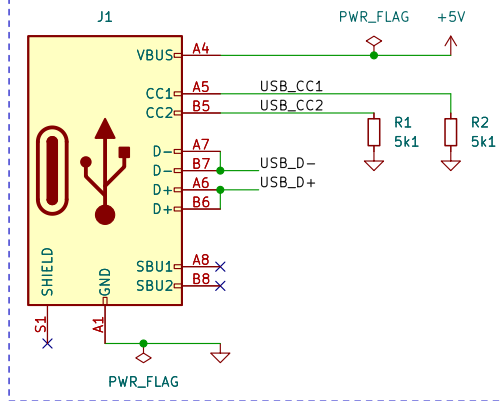 J1
PWR_FLAG
+5V
VBUS A4
CC1 A5 USB_CC1
CC2 B5 USB_CC2
R1
5k1
R2
5k1
D- A7
D- B7 USB_D-
D+ A6 USB_D+
D+ B6
SBU1 A8
SBU2 B8
SHIELD
GND
S1
A1
PWR_FLAG